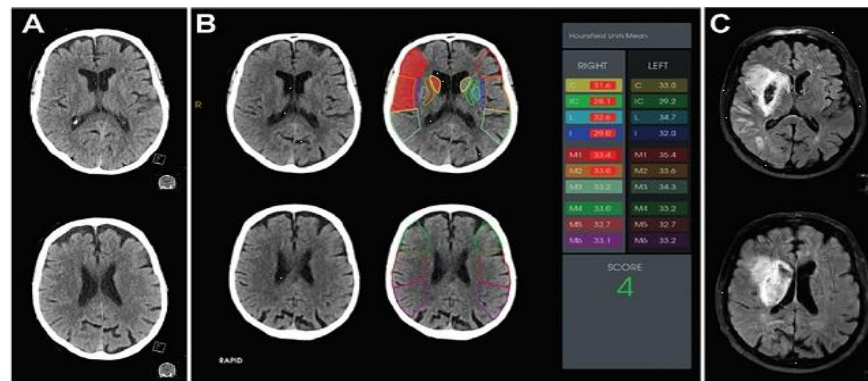 A
B
C
R
Hounsfield Units Mean
RIGHT LEFT
C 31.6 C 33.0
IC 28.1 IC 29.2
L 32.6 L 34.7
I 29.0 I 32.0
M1 33.4 M1 35.4
M2 33.0 M2 35.6
M3 33.2 M3 34.3
M4 33.0 M4 33.2
M5 32.7 M5 32.7
M6 33.1 M6 33.2
SCORE
4
RAPID